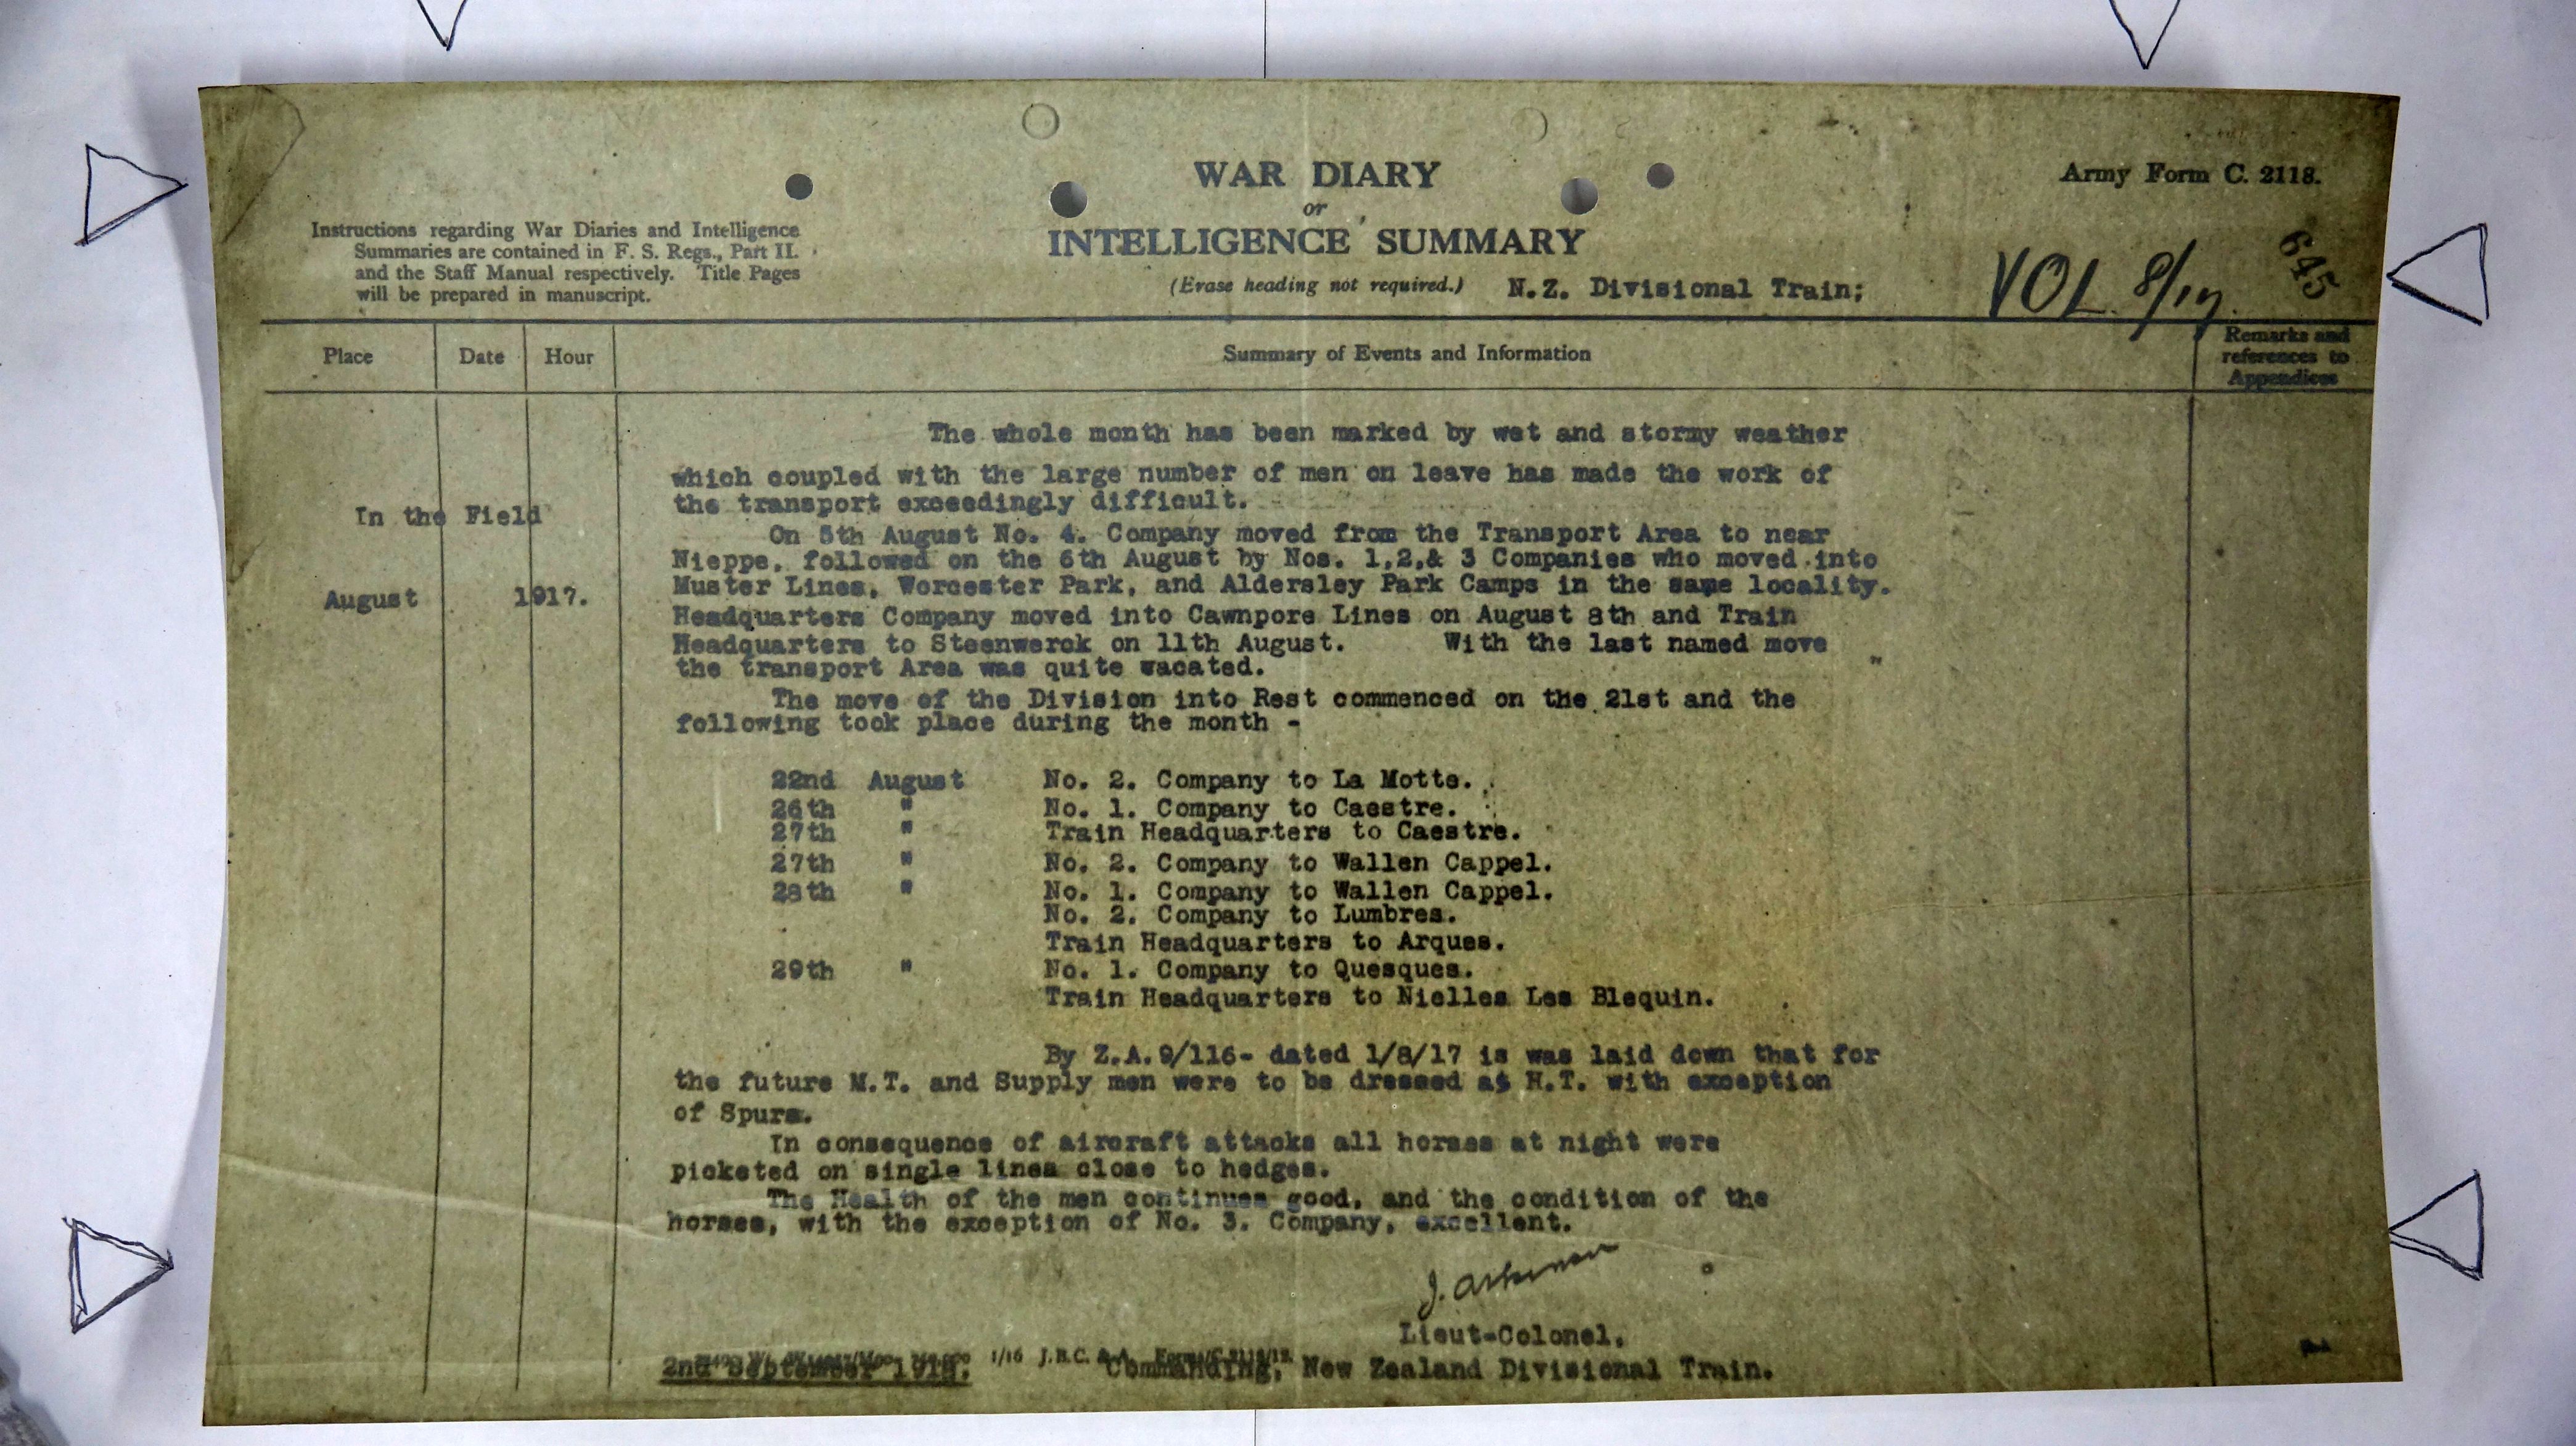 WAR DIARY
or
INTELLIGENCE SUMMARY
(Erase heading not required.) N.Z. Divisional Train;
Army Form C. 2118.
Instructions regarding War Diaries and Intelligence
Summaries are contained in F. S. Regs., Part II.
and the Staff Manual respectively. Title Pages
will be prepared in manuscript.
VOL. 8/17.
645
Place
Date
Hour
Summary of Events and Information
Remarks and
references to
Appendices
The whole month has been marked by wet and stormy weather
which coupled with the large number of men on leave has made the work of
the transport exceedingly difficult.
In the Field
On 5th August No. 4. Company moved from the Transport Area to near
Nieppe, followed on the 6th August by Nos. 1,2,& 3 Companies who moved into
Muster Lines, Worcester Park, and Aldersley Park Camps in the same locality.
August 1917.
Headquarters Company moved into Cawnpore Lines on August 8th and Train
Headquarters to Steenwerck on 11th August. With the last named move
the transport Area was quite wacated.
The move of the Division into Rest commenced on the 21st and the
following took place during the month -
22nd August No. 2. Company to La Motte.
26th " No. 1. Company to Caestre.
27th " Train Headquarters to Caestre.
27th " No. 2. Company to Wallen Cappel.
28th " No. 1. Company to Wallen Cappel.
No. 2. Company to Lumbres.
Train Headquarters to Arques.
29th " No. 1. Company to Quesques.
Train Headquarters to Nielles Les Blequin.
By Z.A.9/116- dated 1/8/17 is was laid down that for
the future M.T. and Supply men were to be dressed as H.T. with exception
of Spurs.
In consequence of aircraft attacks all horses at night were
picketed on single lines close to hedges.
The Health of the men continues good, and the condition of the
horses, with the exception of No. 3. Company, excellent.
J. Atkinson
Lieut-Colonel,
2nd September 1/16 J.B.C. & A.
Commanding, New Zealand Divisional Train.